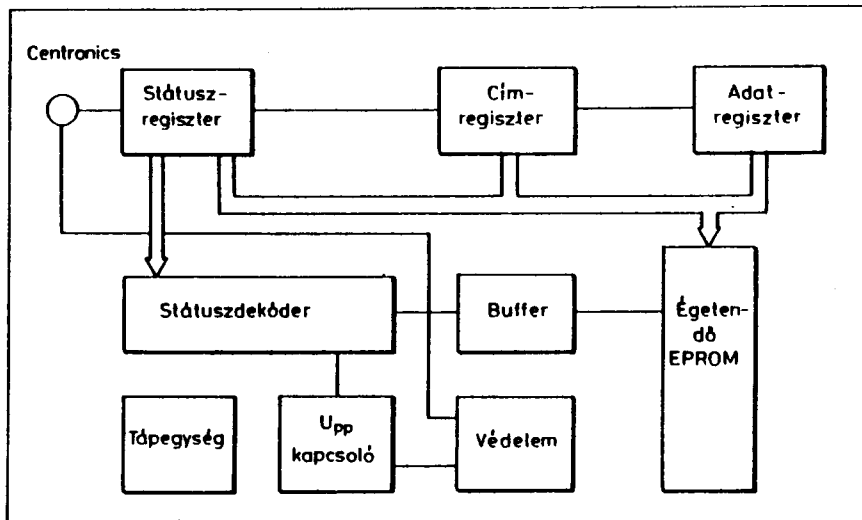 Centronics
Státusz-
regiszter
Cím-
regiszter
Adat-
regiszter
Státuszdekóder
Buffer
Égeten-
dő
EPROM
Tápegység
Upp
kapcsoló
Védelem